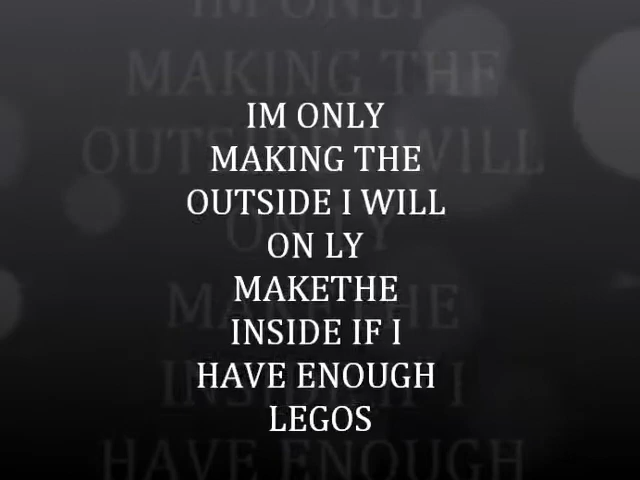 IM ONLY
MAKING THE
OUTSIDE I WILL
ON LY
MAKETHE
INSIDE IF I
HAVE ENOUGH
LEGOS